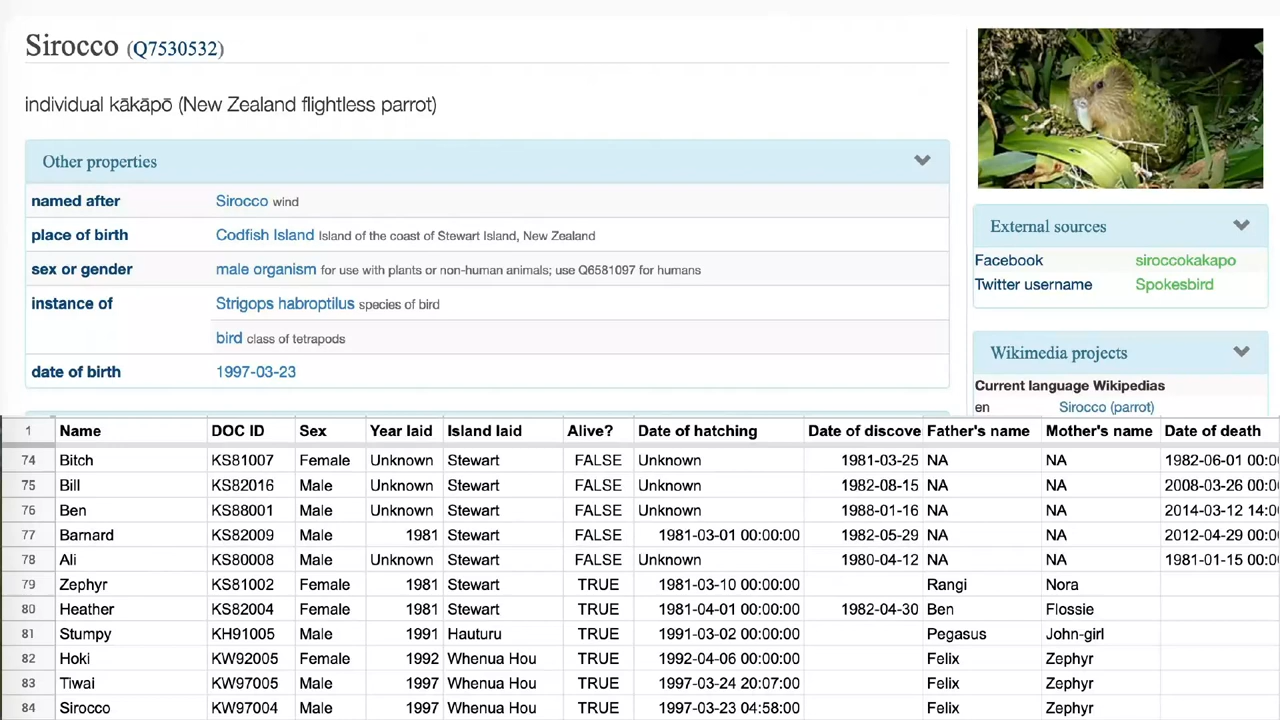 Sirocco (Q7530532)
individual kākāpō (New Zealand flightless parrot)
Other properties
named after Sirocco wind
place of birth Codfish Island Island of the coast of Stewart Island, New Zealand
sex or gender male organism for use with plants or non-human animals; use Q6581097 for humans
instance of Strigops habroptilus species of bird
bird class of tetrapods
date of birth 1997-03-23
External sources
Facebook siroccokakapo
Twitter username Spokesbird
Wikimedia projects
Current language Wikipedias
en Sirocco (parrot)
1 Name DOC ID Sex Year laid Island laid Alive? Date of hatching Date of discove Father's name Mother's name Date of death
74 Bitch KS81007 Female Unknown Stewart FALSE Unknown 1981-03-25 NA NA 1982-06-01 00:0
75 Bill KS82016 Male Unknown Stewart FALSE Unknown 1982-08-15 NA NA 2008-03-26 00:0
76 Ben KS88001 Male Unknown Stewart FALSE Unknown 1988-01-16 NA NA 2014-03-12 14:0
77 Barnard KS82009 Male 1981 Stewart FALSE 1981-03-01 00:00:00 1982-05-29 NA NA 2012-04-29 00:0
78 Ali KS80008 Male Unknown Stewart FALSE Unknown 1980-04-12 NA NA 1981-01-15 00:0
79 Zephyr KS81002 Female 1981 Stewart TRUE 1981-03-10 00:00:00 Rangi Nora
80 Heather KS82004 Female 1981 Stewart TRUE 1981-04-01 00:00:00 1982-04-30 Ben Flossie
81 Stumpy KH91005 Male 1991 Hauturu TRUE 1991-03-02 00:00:00 Pegasus John-girl
82 Hoki KW92005 Female 1992 Whenua Hou TRUE 1992-04-06 00:00:00 Felix Zephyr
83 Tiwai KW97005 Male 1997 Whenua Hou TRUE 1997-03-24 20:07:00 Felix Zephyr
84 Sirocco KW97004 Male 1997 Whenua Hou TRUE 1997-03-23 04:58:00 Felix Zephyr